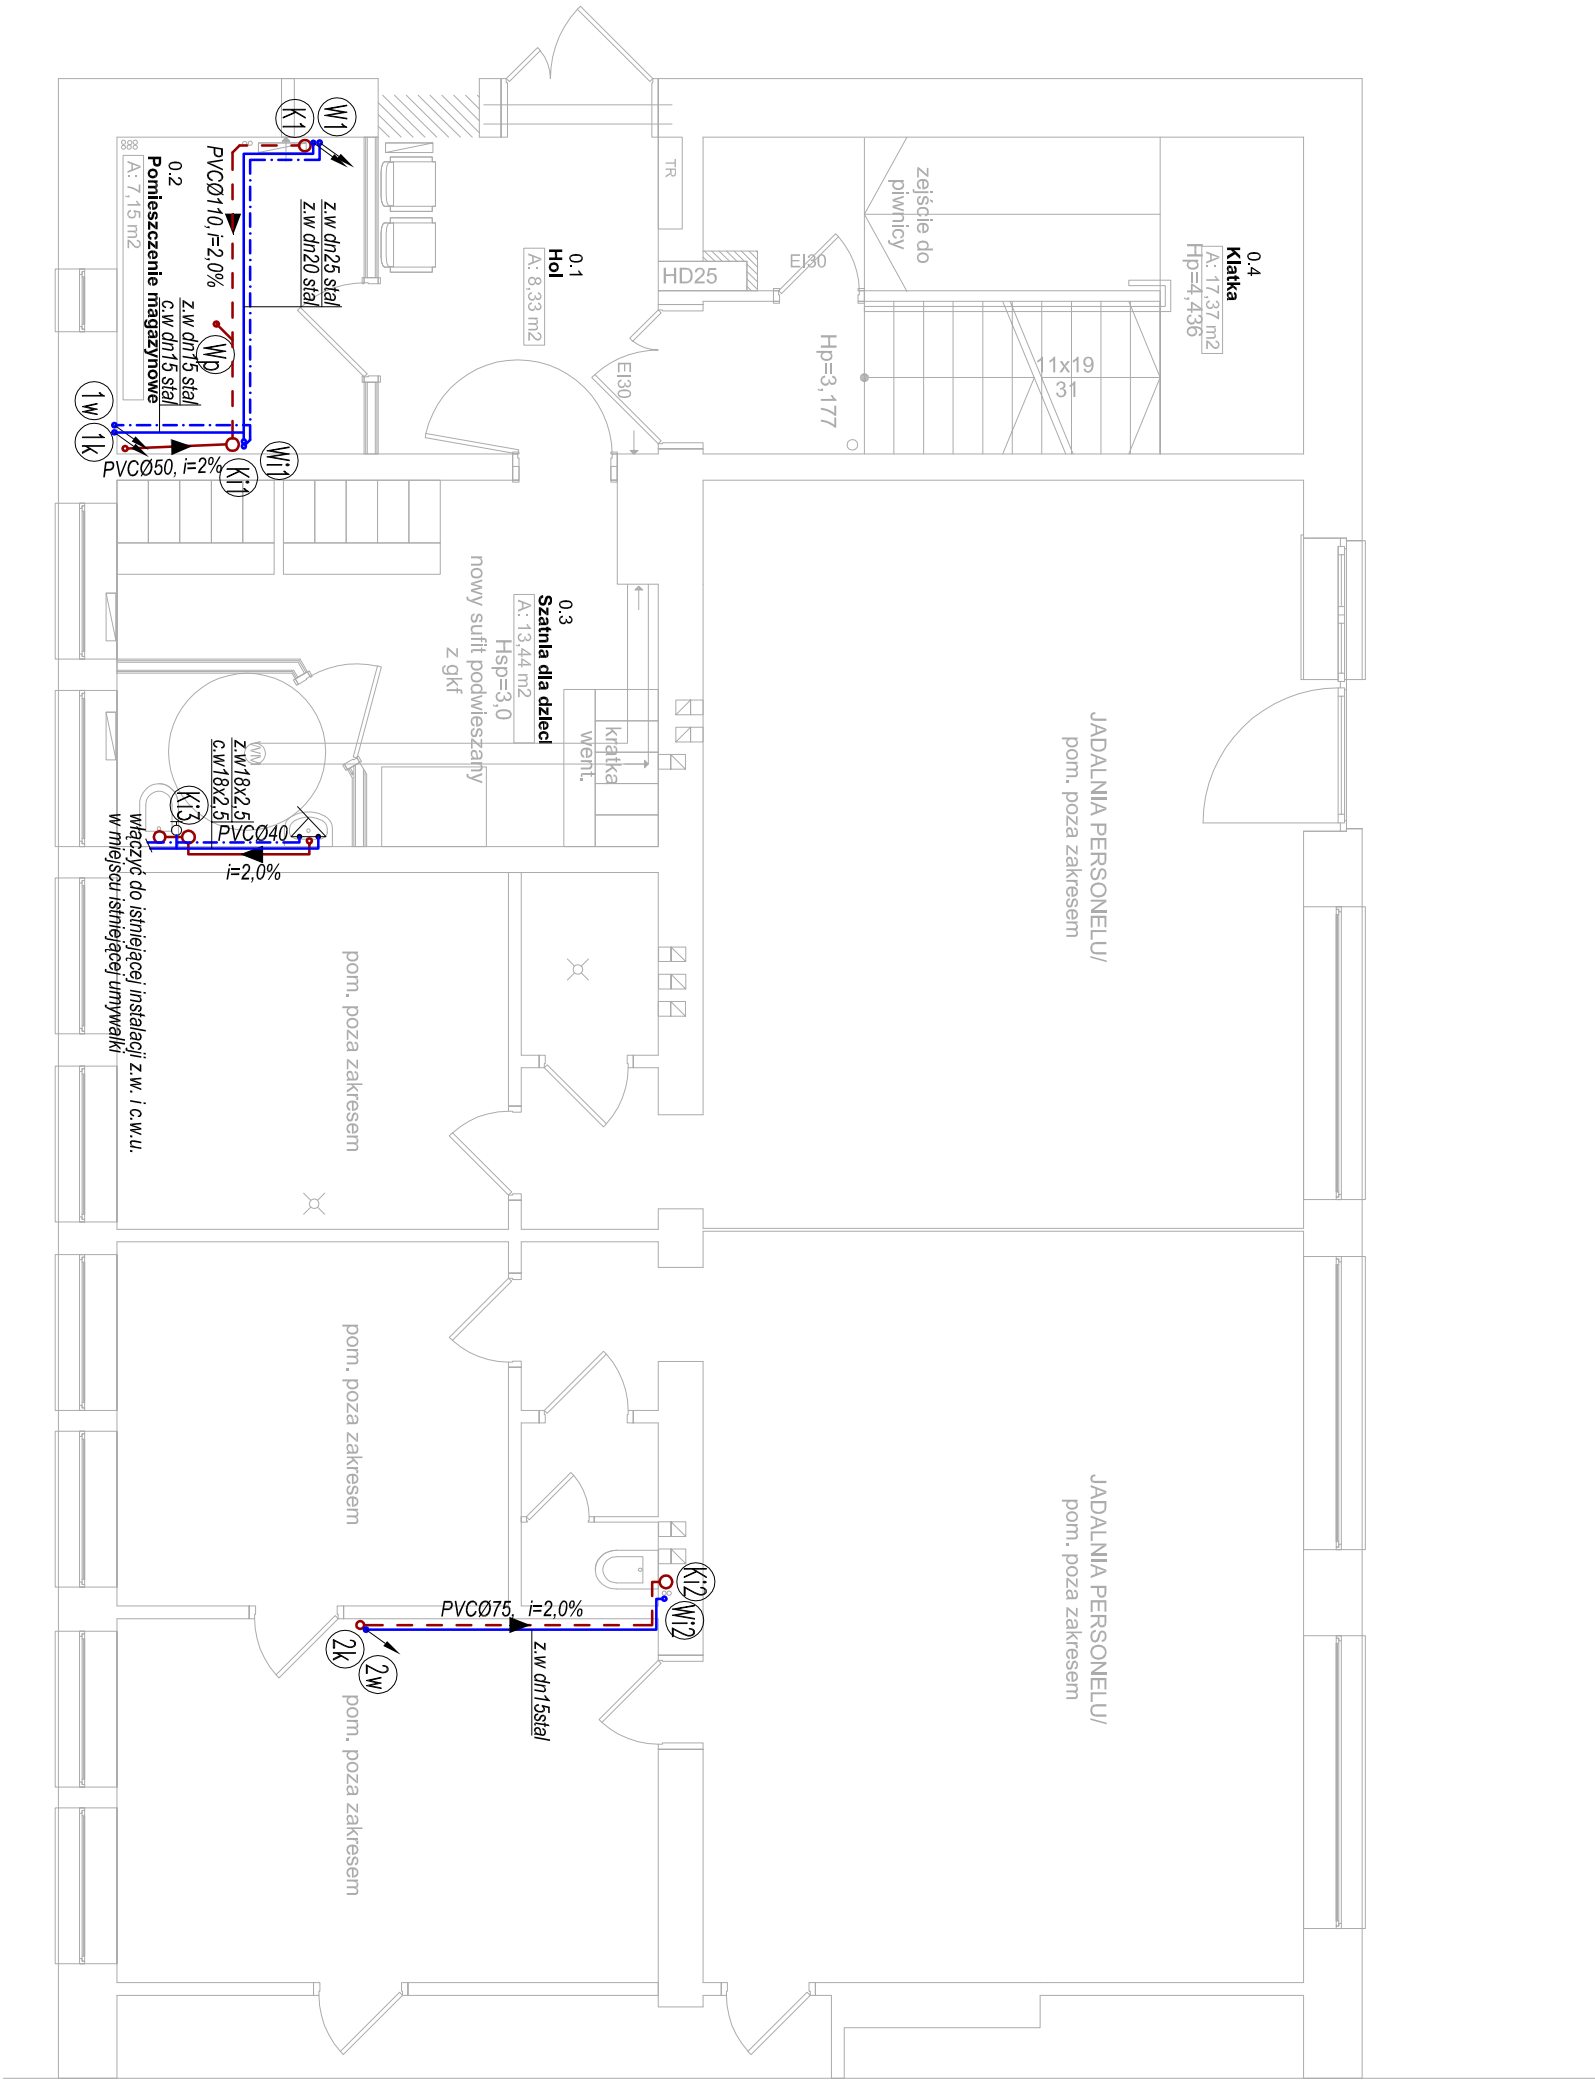 K1
W1
PVCØ110, i=2,0%
0.2
Pomieszczenie magazynowe
A: 7,15 m2
z.w dn25 stal
z.w dn20 stal
z.w dn15 stal
c.w dn15 stal
Wp
1w
1k
PVCØ50, i=2%
Ki1
Wi1
0.1
Hol
A: 8,33 m2
TR
HD25
EI30
EI30
zejście do
piwnicy
0.4
Klatka
A: 17,37 m2
Hp=4,436
Hp=3,177
11x19
31
0.3
Szatnia dla dzieci
A: 13,44 m2
Hsp=3,0
nowy sufit podwieszany
z gkf
kratka
went.
WM
z.w18x2,5
c.w18x2,5
Ki3
PVCØ40
i=2,0%
włączyć do istniejącej instalacji z.w. i c.w.u.
w miejscu istniejącej umywalki
JADALNIA PERSONELU/
pom. poza zakresem
pom. poza zakresem
pom. poza zakresem
JADALNIA PERSONELU/
pom. poza zakresem
Ki2
Wi2
PVCØ75, i=2,0%
2k
2w
z.w dn15stal
pom. poza zakresem